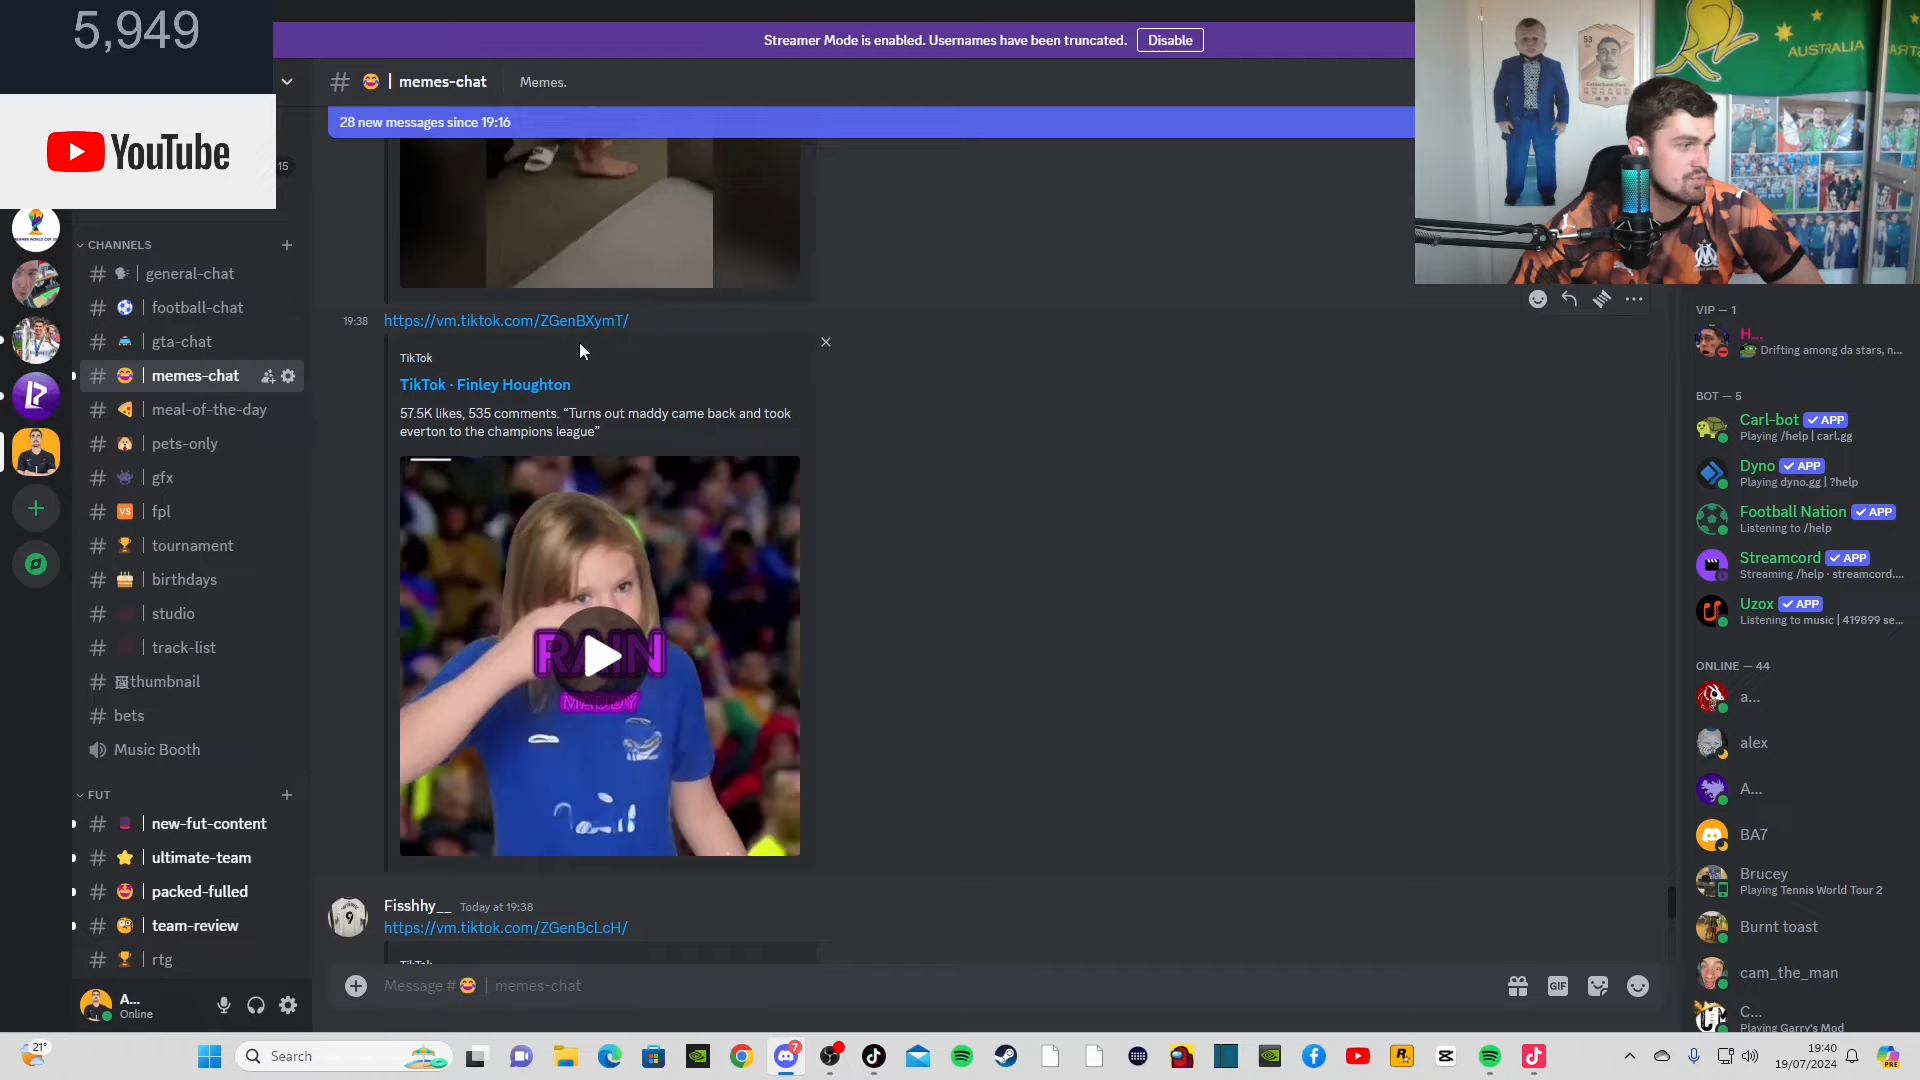 5,949
Streamer Mode is enabled. Usernames have been truncated. Disable
# 😂 | memes-chat Memes.
28 new messages since 19:16
YouTube
15
AUSTRALIA
53
CHANNELS
general-chat
football-chat
gta-chat
memes-chat
meal-of-the-day
pets-only
gfx
VS fpl
tournament
birthdays
studio
track-list
thumbnail
bets
Music Booth
FUT
new-fut-content
ultimate-team
packed-fulled
team-review
rtg
A...
Online
19:38 https://vm.tiktok.com/ZGenBXymT/
TikTok
TikTok · Finley Houghton
57.5K likes, 535 comments. “Turns out maddy came back and took
everton to the champions league”
RAIN
MADDY
Fisshhy__ Today at 19:38
https://vm.tiktok.com/ZGenBcLcH/
TikTok
Message #😂 | memes-chat
GIF
VIP — 1
H...
Drifting among da stars, n...
BOT — 5
Carl-bot APP
Playing /help | carl.gg
Dyno APP
Playing dyno.gg | ?help
Football Nation APP
Listening to /help
Streamcord APP
Streaming /help · streamcord....
Uzox APP
Listening to music | 419899 se...
ONLINE — 44
a...
alex
A...
BA7
Brucey
Playing Tennis World Tour 2
Burnt toast
cam_the_man
C...
Playing Garry's Mod
21°
Search
7
19:40
19/07/2024
PRE